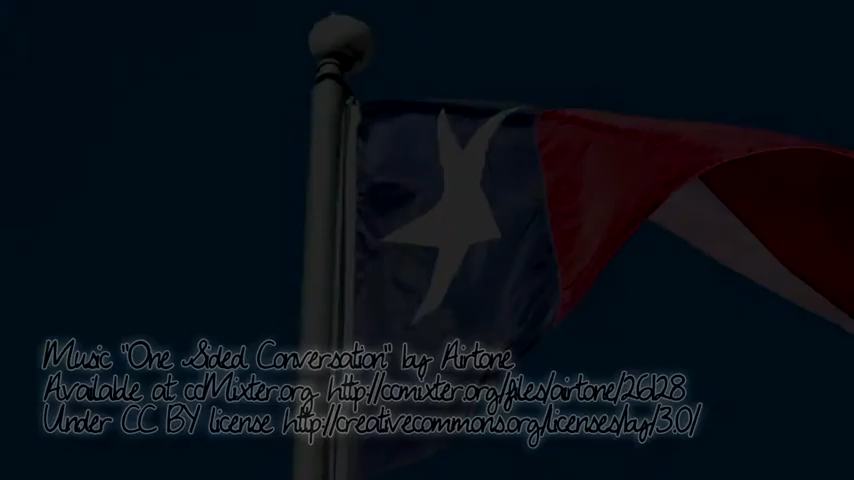 Music "One Sided Conversation" by Airtone
Available at ccMixter.org http://ccmixter.org/files/airtone/26128
Under CC BY license http://creativecommons.org/licenses/by/3.0/